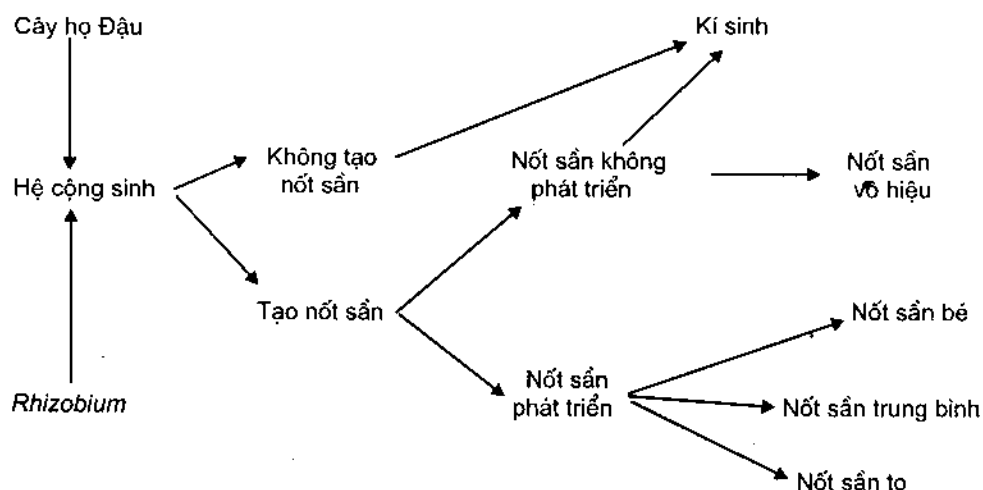 Cây họ Đậu
Kí sinh
Không tạo
nốt sần
Nốt sần không
phát triển
Nốt sần
vô hiệu
Hệ cộng sinh
Tạo nốt sần
Nốt sần bé
Rhizobium
Nốt sần
phát triển
Nốt sần trung bình
Nốt sần to